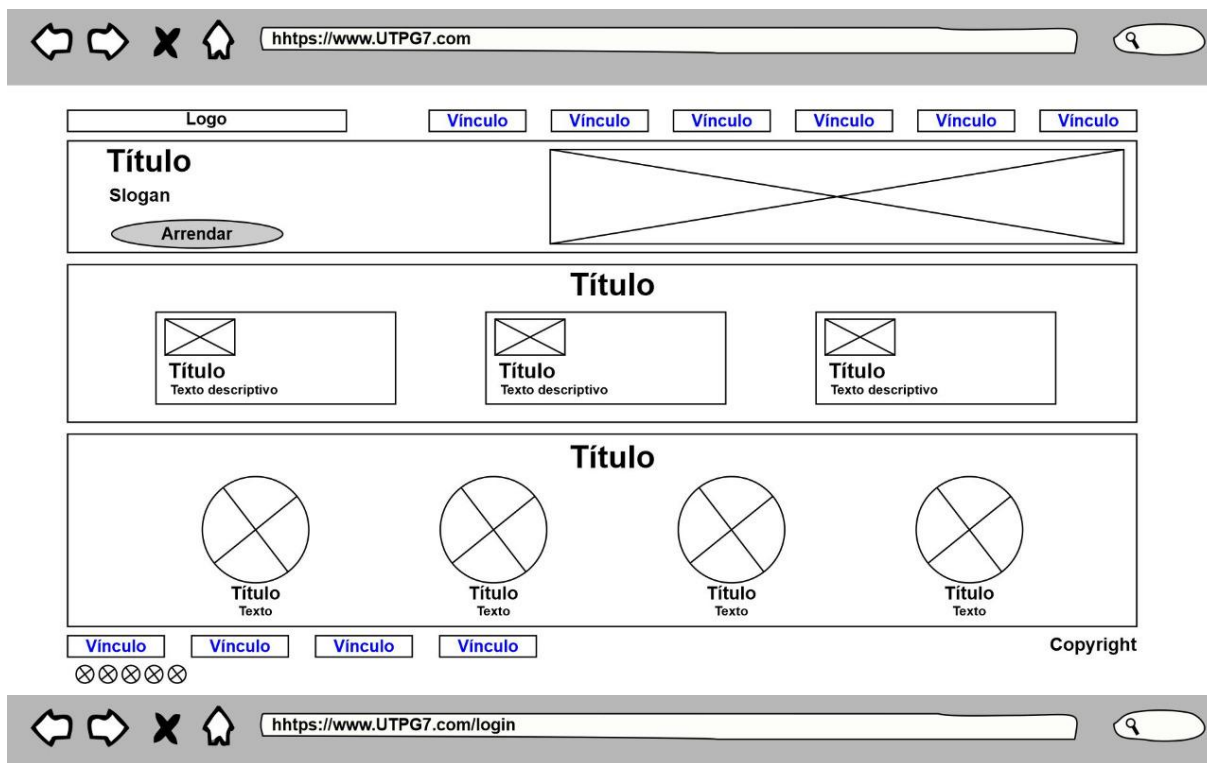 hhtps://www.UTPG7.com
Logo Vínculo Vínculo Vínculo Vínculo Vínculo Vínculo
Título
Slogan
Arrendar
Título
Título Título Título
Texto descriptivo Texto descriptivo Texto descriptivo
Título
Título Título Título Título
Texto Texto Texto Texto
Vínculo Vínculo Vínculo Vínculo Copyright
hhtps://www.UTPG7.com/login